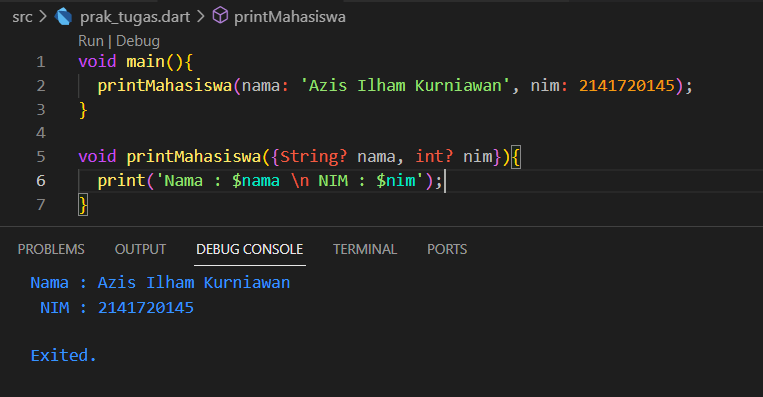 src > prak_tugas.dart > printMahasiswa
Run | Debug
1 void main(){
2   printMahasiswa(nama: 'Azis Ilham Kurniawan', nim: 2141720145);
3 }
4
5 void printMahasiswa({String? nama, int? nim}){
6   print('Nama : $nama \n NIM : $nim');
7 }
PROBLEMS OUTPUT DEBUG CONSOLE TERMINAL PORTS
Nama : Azis Ilham Kurniawan
 NIM : 2141720145
Exited.